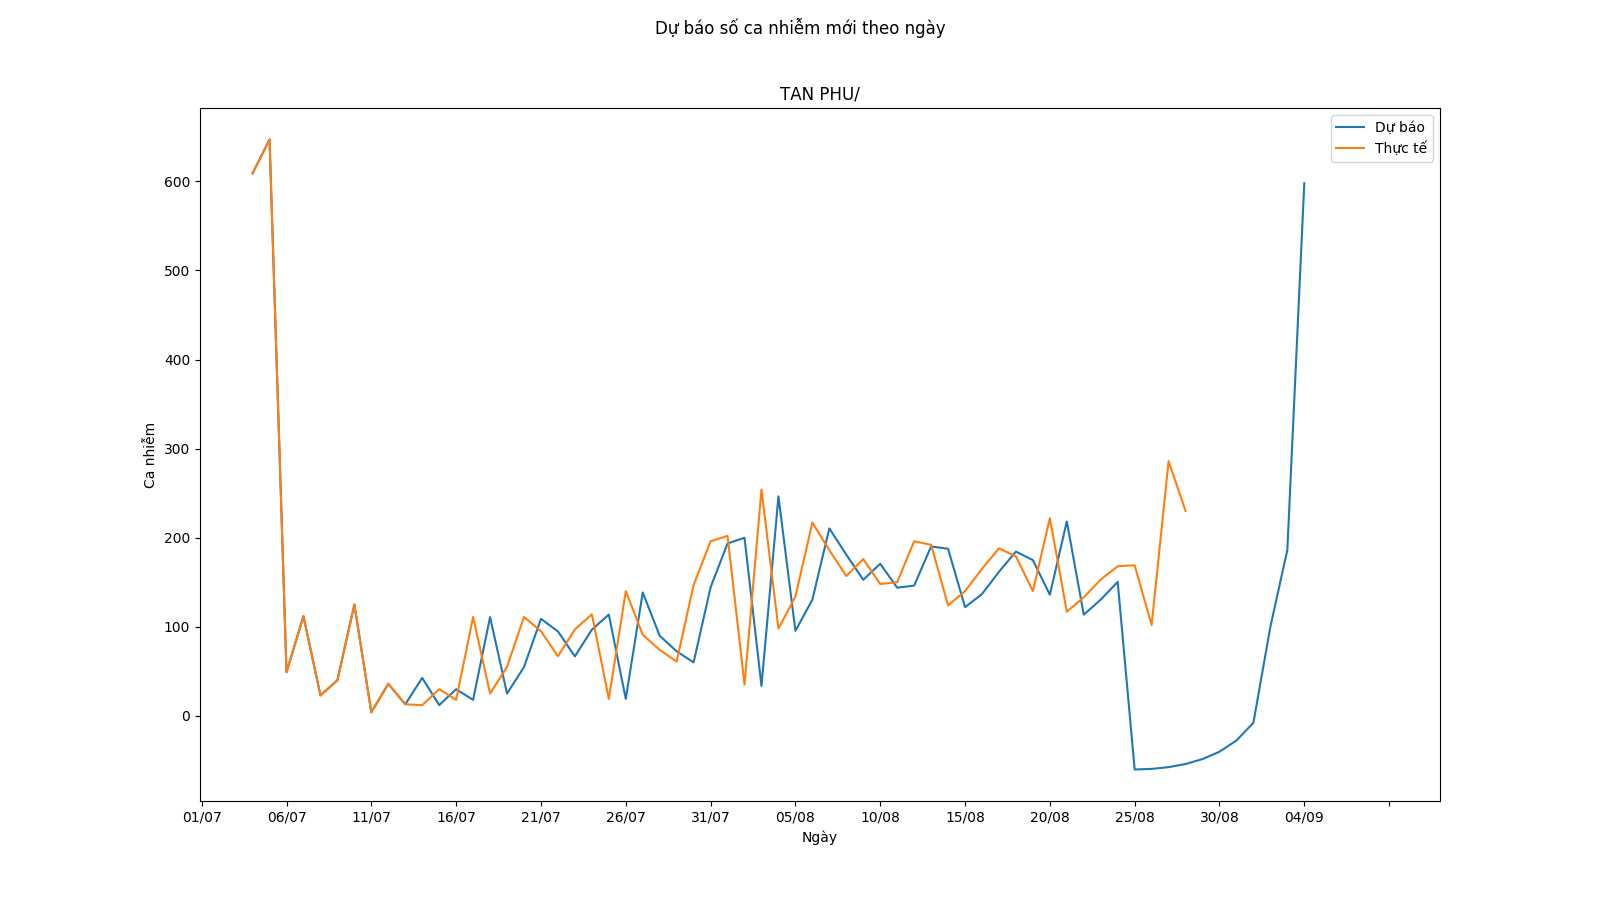 Dự báo số ca nhiễm mới theo ngày
TAN PHU/
Dự báo
Thực tế
600
500
400
300
200
100
0
Ca nhiễm
01/07 06/07 11/07 16/07 21/07 26/07 31/07 05/08 10/08 15/08 20/08 25/08 30/08 04/09
Ngày